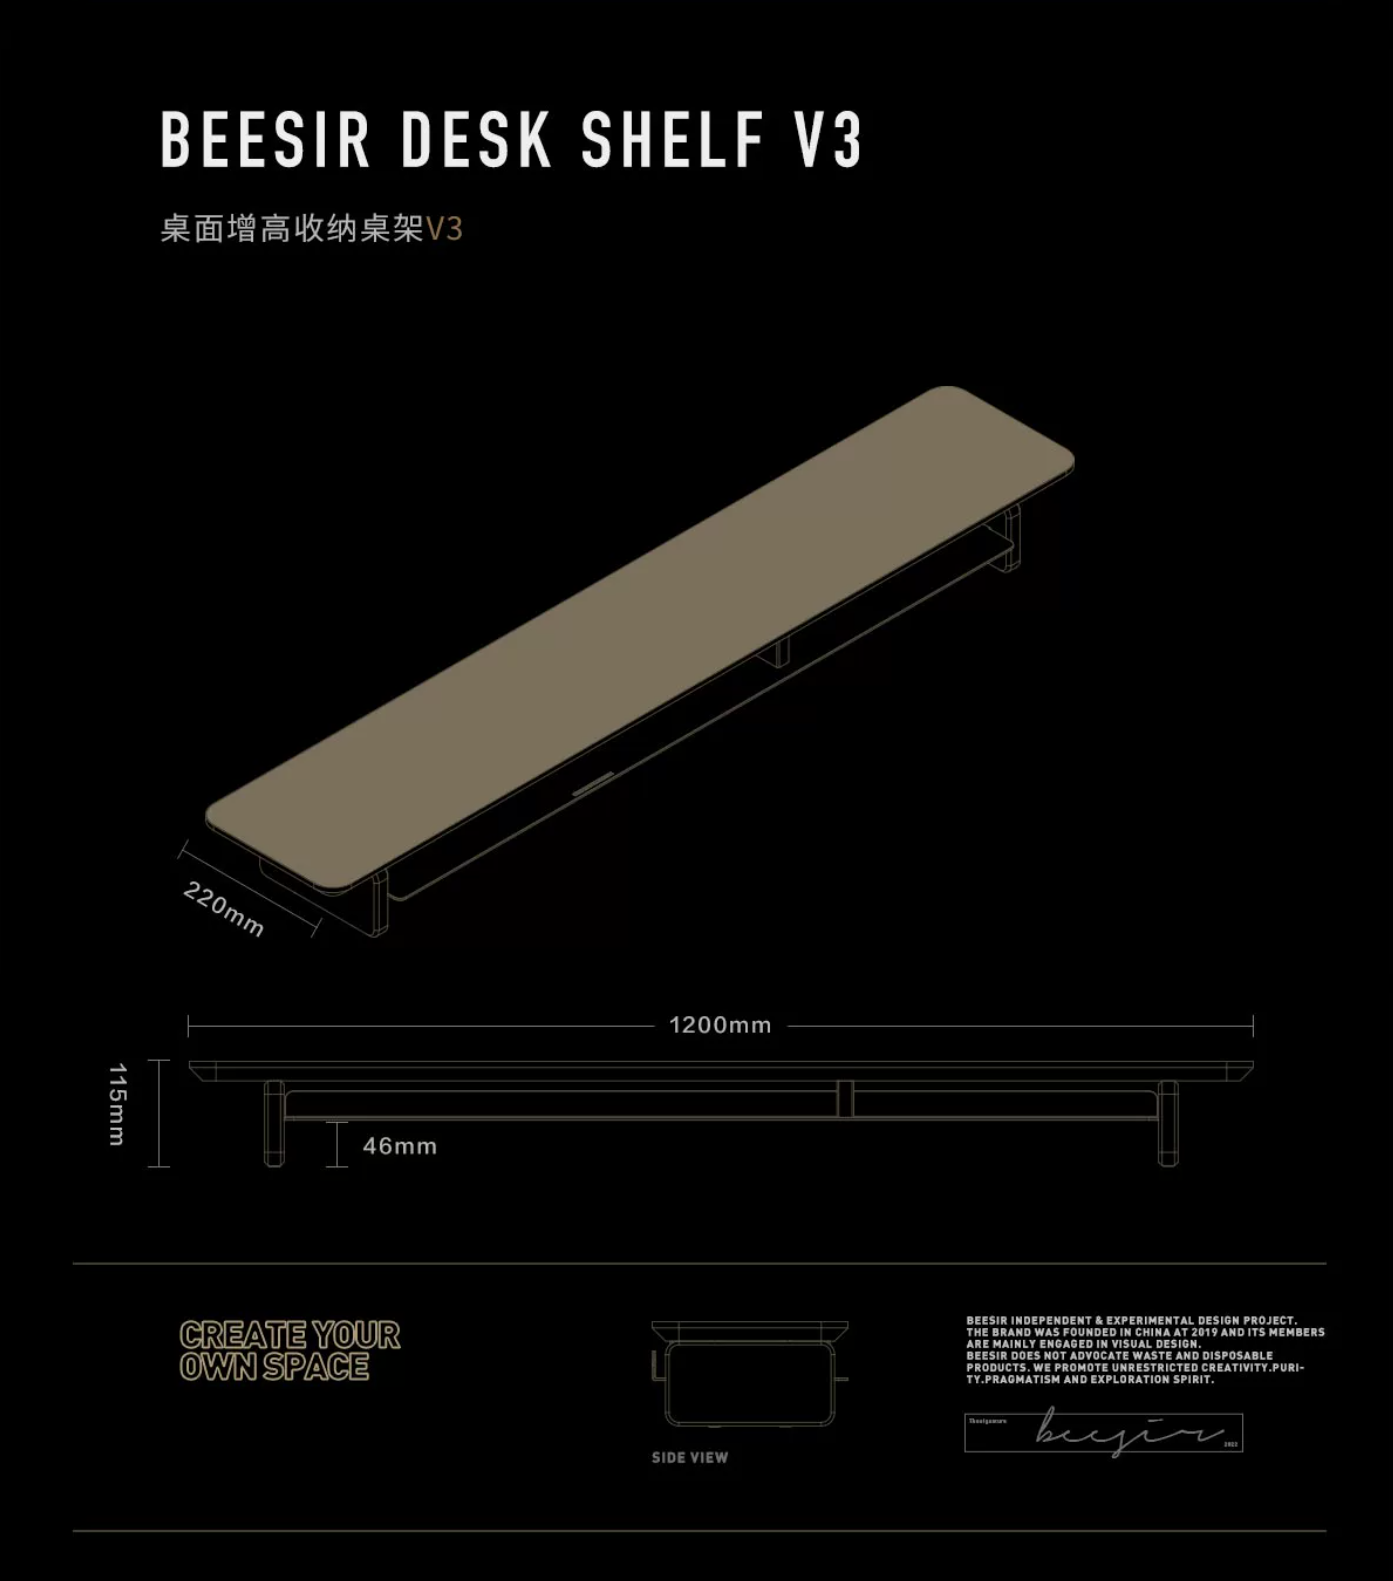 BEESIR DESK SHELF V3
桌面增高收纳桌架V3
220mm
1200mm
115mm
46mm
CREATE YOUR
OWN SPACE
SIDE VIEW
BEESIR INDEPENDENT & EXPERIMENTAL DESIGN PROJECT.
THE BRAND WAS FOUNDED IN CHINA AT 2019 AND ITS MEMBERS
ARE MAINLY ENGAGED IN VISUAL DESIGN.
BEESIR DOES NOT ADVOCATE WASTE AND DISPOSABLE
PRODUCTS. WE PROMOTE UNRESTRICTED CREATIVITY.PURI-
TY.PRAGMATISM AND EXPLORATION SPIRIT.
beesir